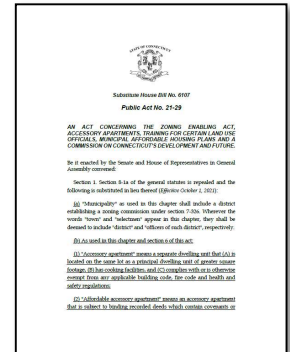 STATE OF CONNECTICUT
Substitute House Bill No. 6107
Public Act No. 21-29
AN ACT CONCERNING THE ZONING ENABLING ACT,
ACCESSORY APARTMENTS, TRAINING FOR CERTAIN LAND USE
OFFICIALS, MUNICIPAL AFFORDABLE HOUSING PLANS AND A
COMMISSION ON CONNECTICUT'S DEVELOPMENT AND FUTURE.
Be it enacted by the Senate and House of Representatives in General
Assembly convened:
Section 1. Section 8-1a of the general statutes is repealed and the
following is substituted in lieu thereof (Effective October 1, 2021):
(a) "Municipality" as used in this chapter shall include a district
establishing a zoning commission under section 7-326. Wherever the
words "town" and "selectmen" appear in this chapter, they shall be
deemed to include "district" and "officers of such district", respectively.
(b) As used in this chapter and section 6 of this act:
(1) "Accessory apartment" means a separate dwelling unit that (A) is
located on the same lot as a principal dwelling unit of greater square
footage, (B) has cooking facilities, and (C) complies with or is otherwise
exempt from any applicable building code, fire code and health and
safety regulations;
(2) "Affordable accessory apartment" means an accessory apartment
that is subject to binding recorded deeds which contain covenants or